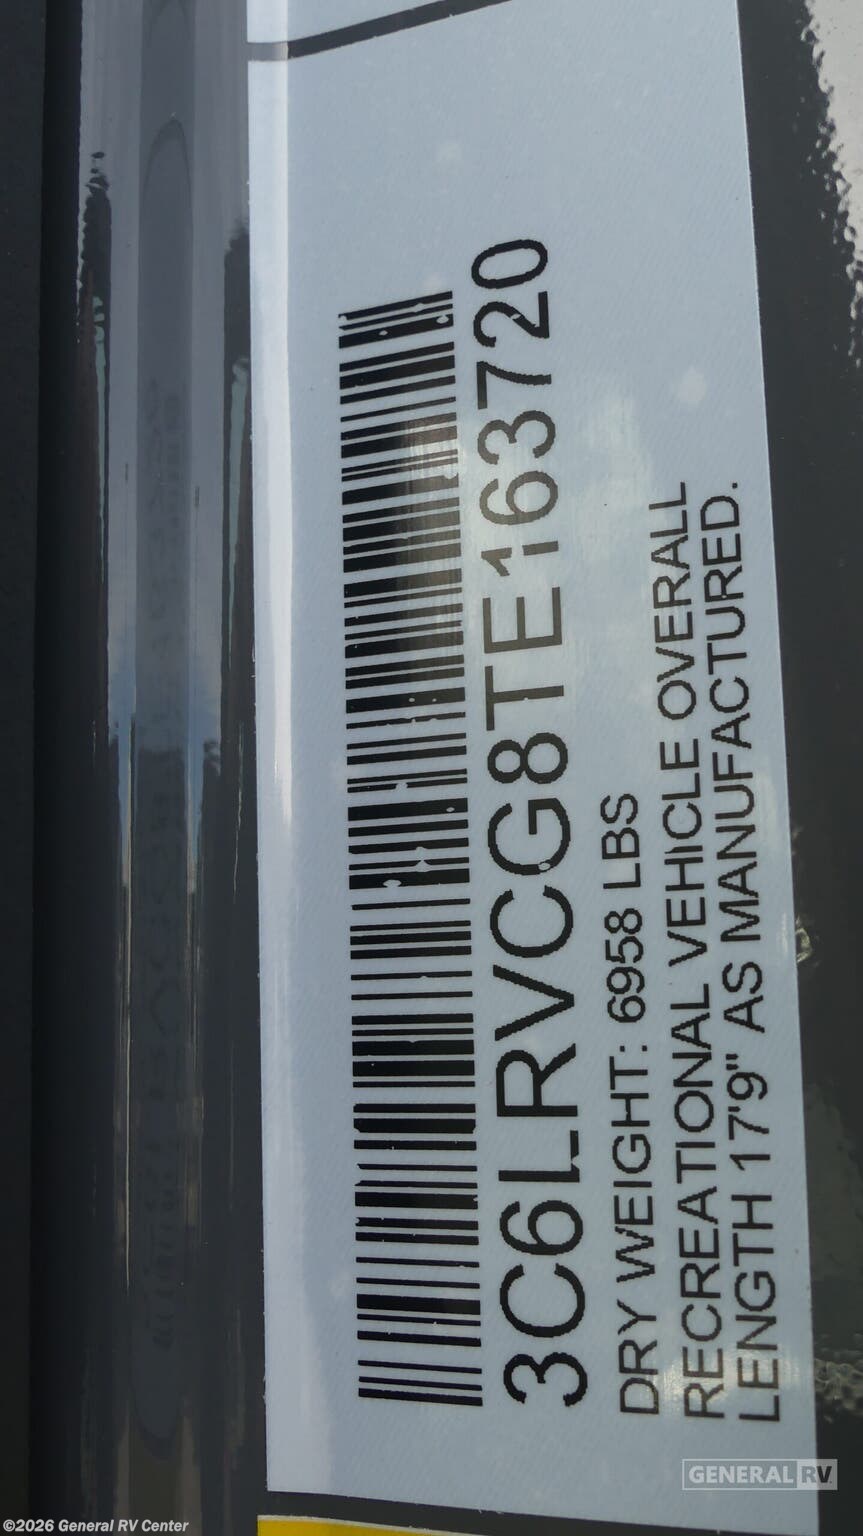 3C6LRVCG8TE163720
DRY WEIGHT: 6958 LBS
RECREATIONAL VEHICLE OVERALL
LENGTH 17'9" AS MANUFACTURED.
GENERAL RV
©2026 General RV Center